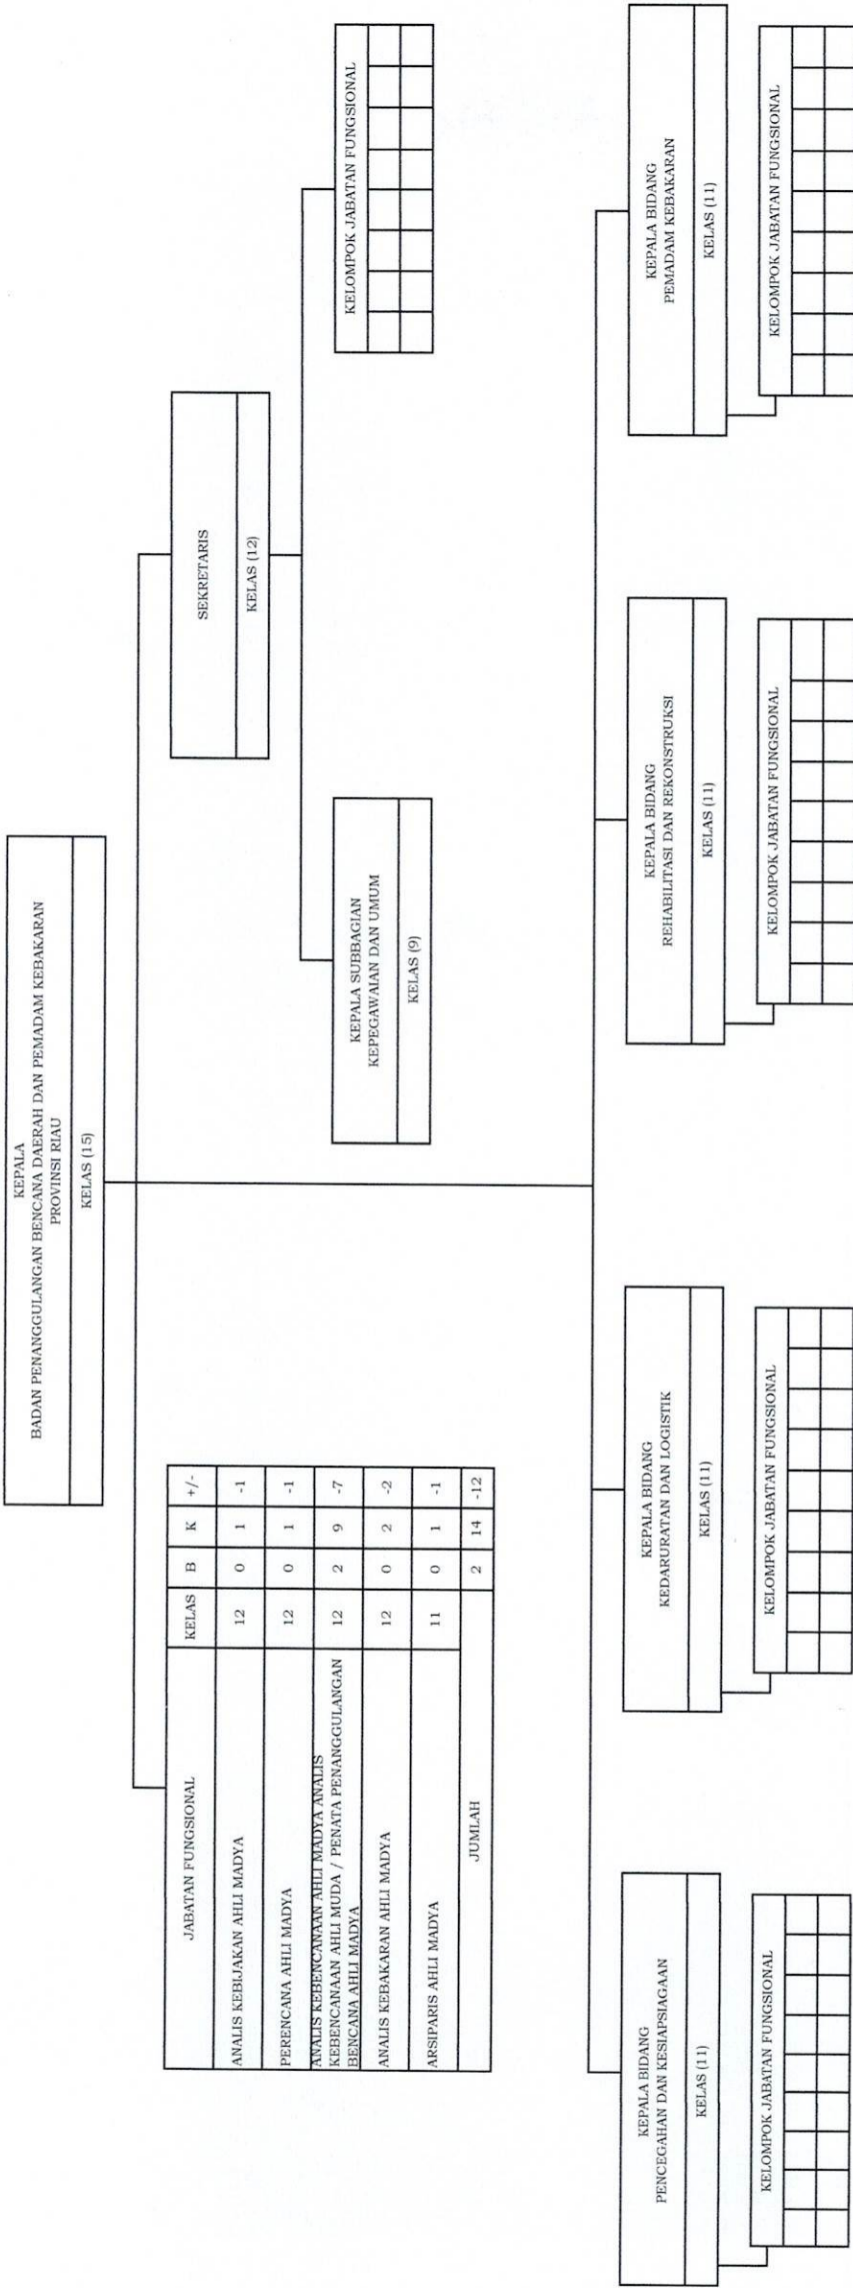 KEPALA
BADAN PENANGGULANGAN BENCANA DAERAH DAN PEMADAM KEBAKARAN
PROVINSI RIAU
KELAS (15)
JABATAN FUNGSIONAL KELAS B K +/-
ANALIS KEBIJAKAN AHLI MADYA 12 0 1 -1
PERENCANA AHLI MADYA 12 0 1 -1
ANALIS KEBENCANAAN AHLI MADYA ANALIS
KEBENCANAAN AHLI MUDA / PENATA PENANGGULANGAN 12 2 9 -7
BENCANA AHLI MADYA
ANALIS KEBAKARAN AHLI MADYA 12 0 2 -2
ARSIPARIS AHLI MADYA 11 0 1 -1
JUMLAH 2 14 -12
SEKRETARIS
KELAS (12)
KEPALA SUBBAGIAN
KEPEGAWAIAN DAN UMUM
KELAS (9)
KELOMPOK JABATAN FUNGSIONAL
KEPALA BIDANG
PENCEGAHAN DAN KESIAPSIAGAAN
KELAS (11)
KELOMPOK JABATAN FUNGSIONAL
KEPALA BIDANG
KEDARURATAN DAN LOGISTIK
KELAS (11)
KELOMPOK JABATAN FUNGSIONAL
KEPALA BIDANG
REHABILITASI DAN REKONSTRUKSI
KELAS (11)
KELOMPOK JABATAN FUNGSIONAL
KEPALA BIDANG
PEMADAM KEBAKARAN
KELAS (11)
KELOMPOK JABATAN FUNGSIONAL